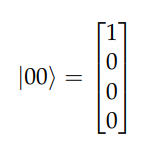 |00⟩ = [1
0
0
0]